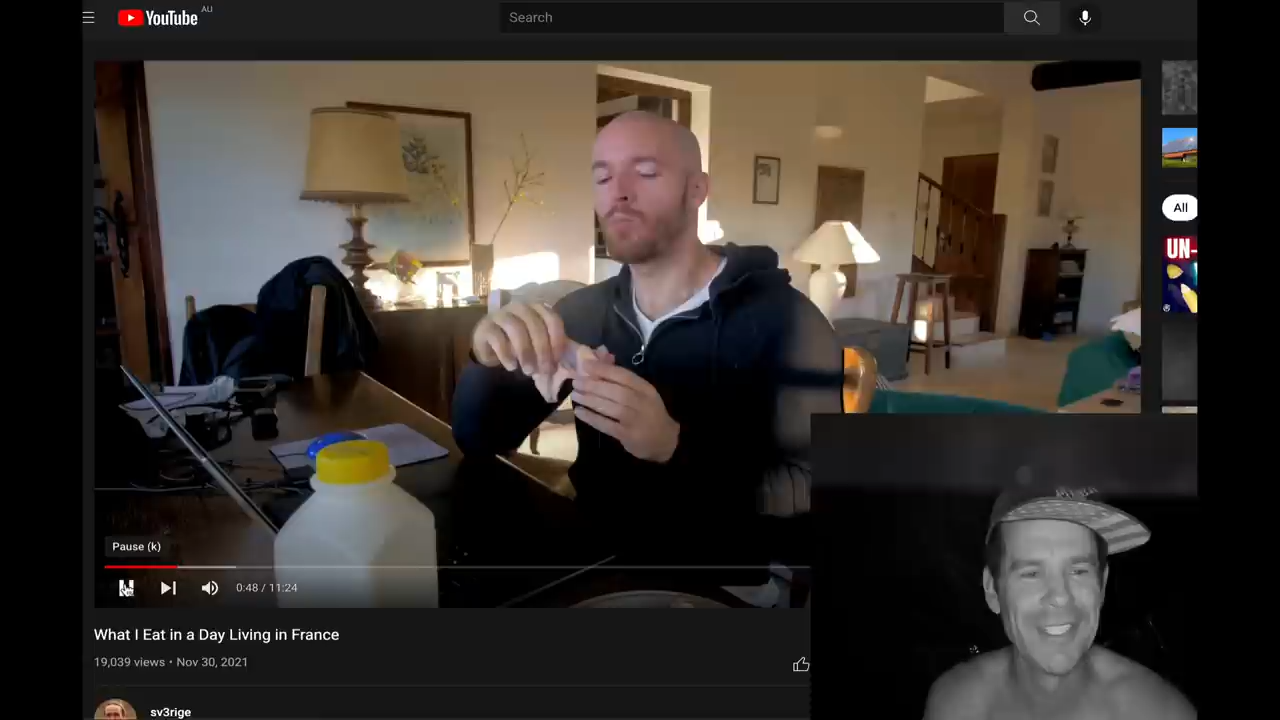 YouTube AU
Search
All
UN-
Pause (k)
0:48 / 11:24
What I Eat in a Day Living in France
19,039 views • Nov 30, 2021
sv3rige